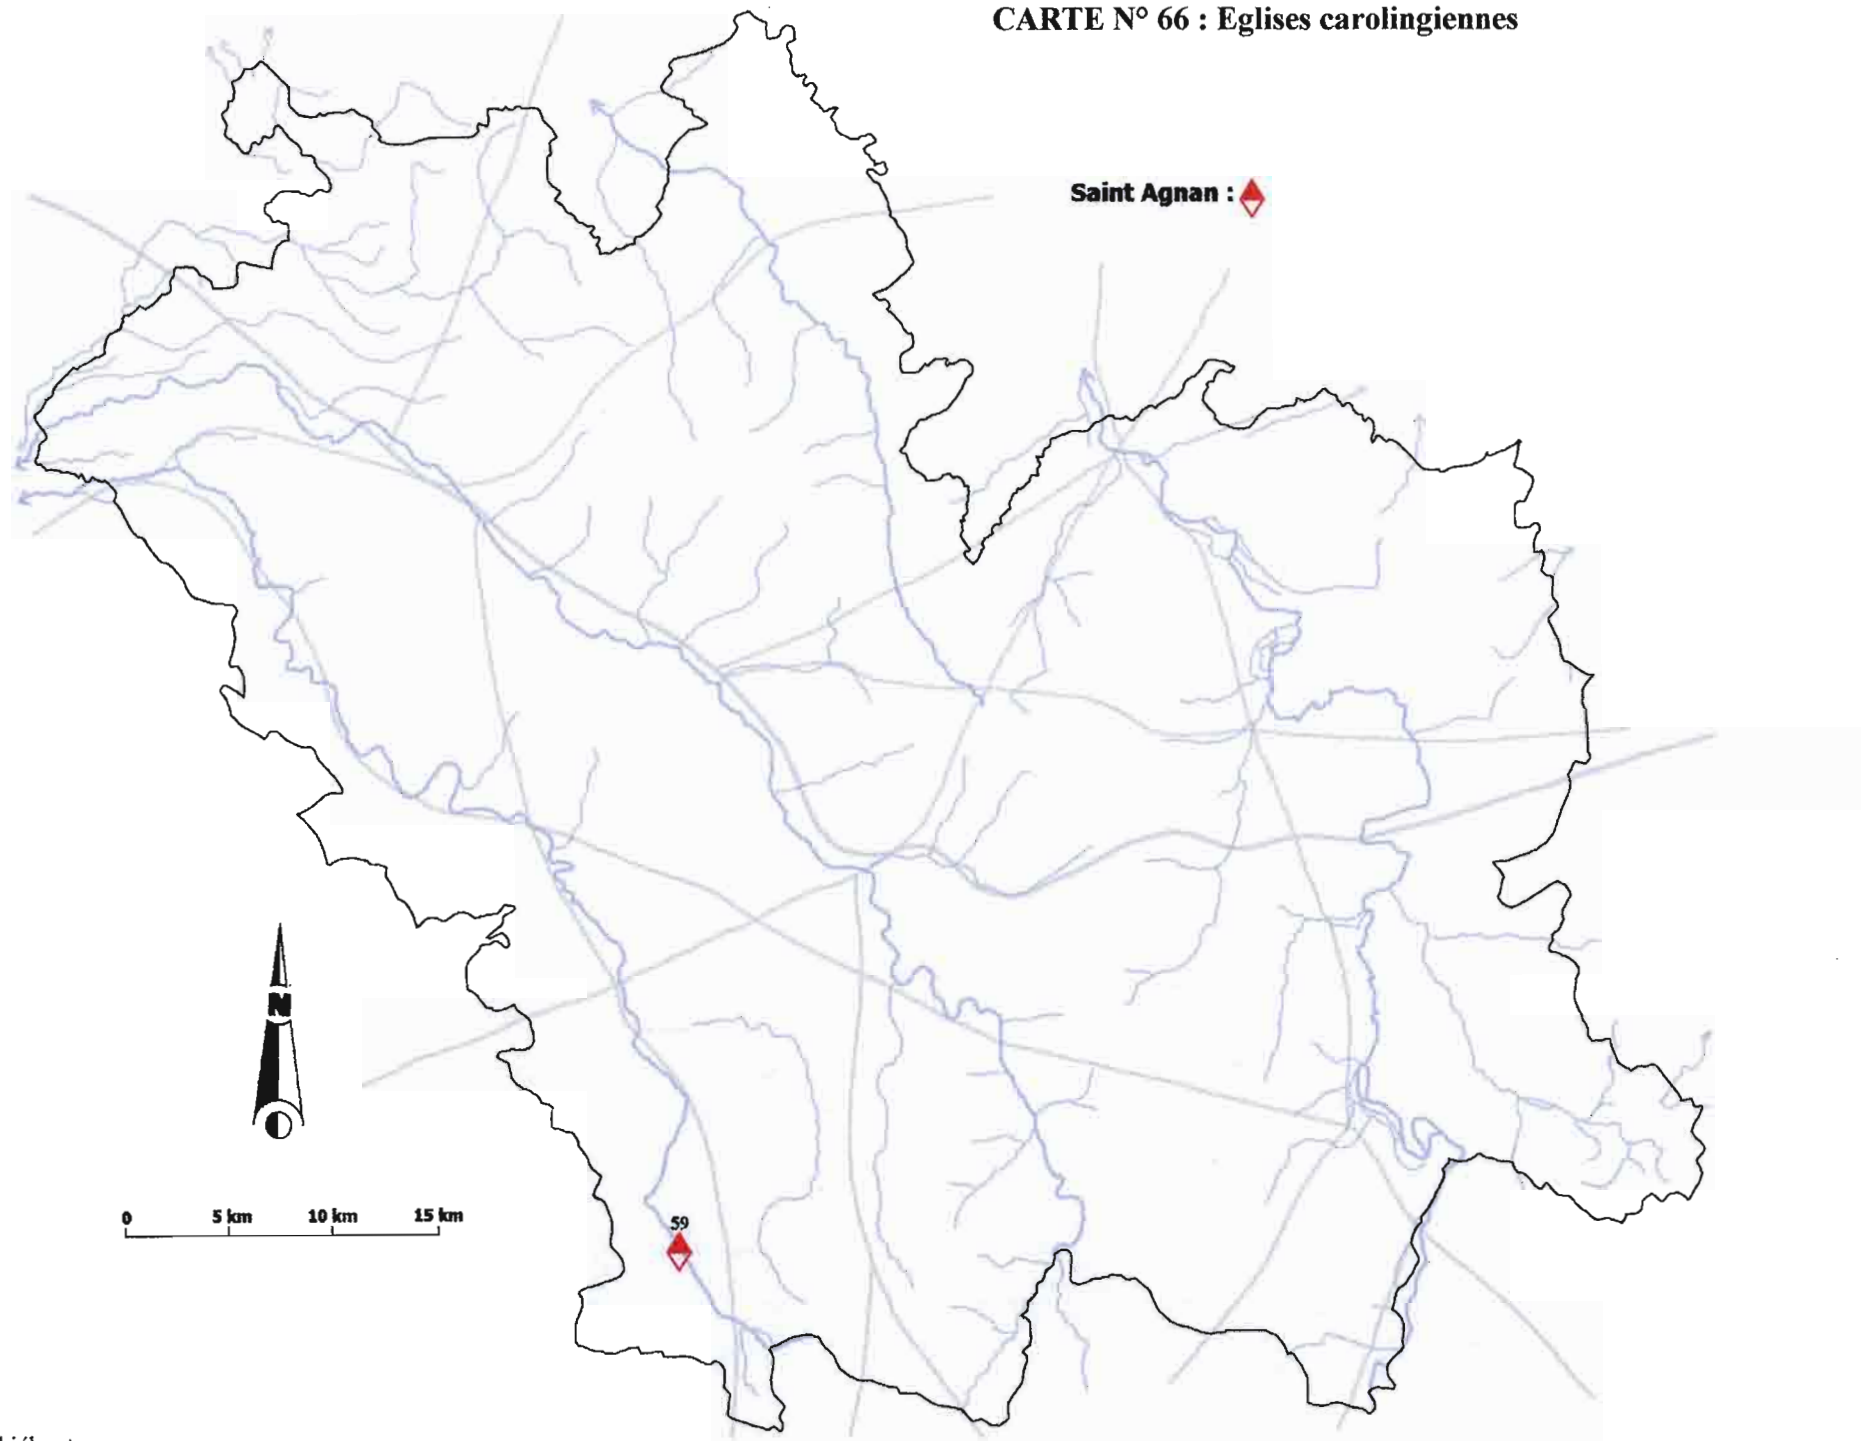 CARTE N° 66 : Eglises carolingiennes
Saint Agnan :
N
0 5 km 10 km 15 km
59